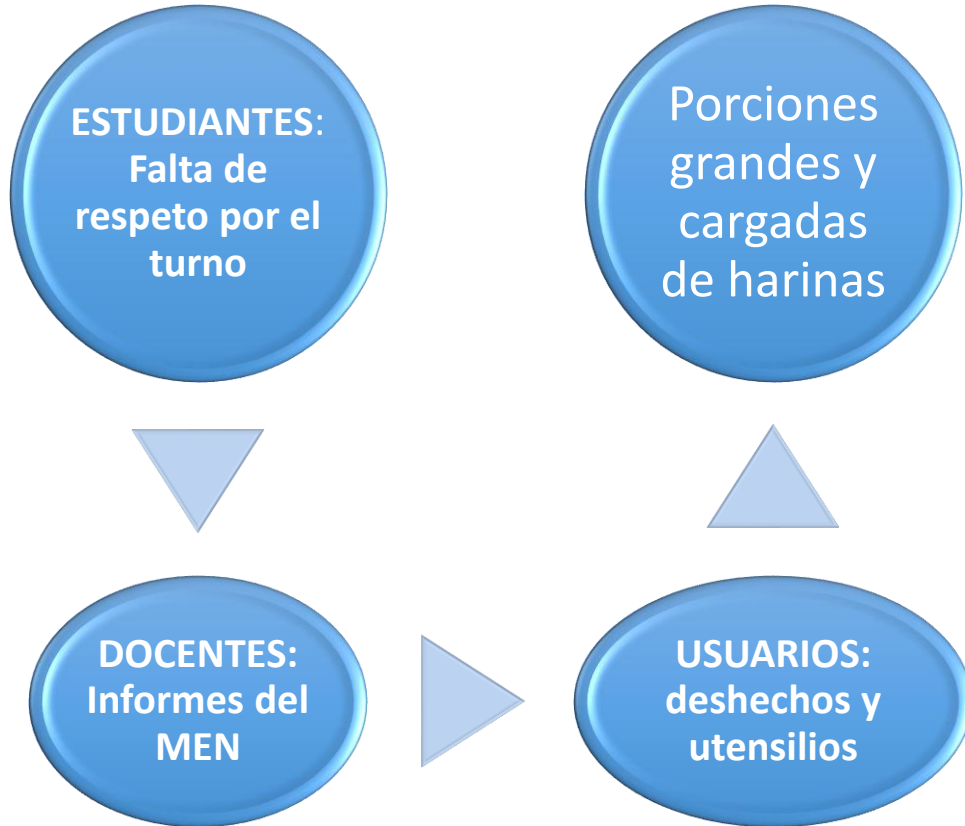 ESTUDIANTES:
Falta de
respeto por el
turno
DOCENTES:
Informes del
MEN
USUARIOS:
deshechos y
utensilios
Porciones
grandes y
cargadas
de harinas